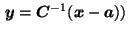 y = C⁻¹(x − a))